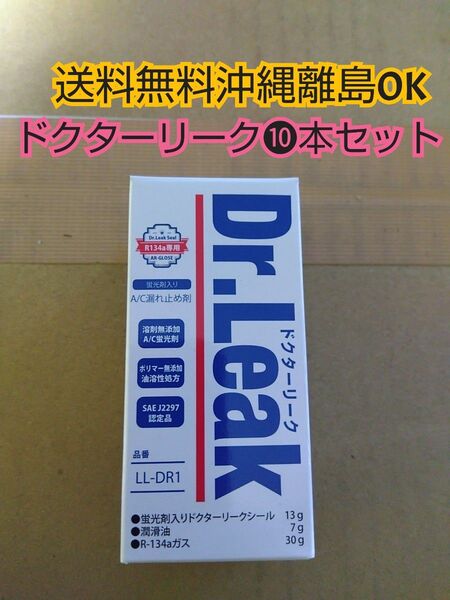 送料無料沖縄離島OK
ドクターリーク❿本セット
Dr.Leak Seal
R134a専用
AR-GLOSE
蛍光剤入り
A/C漏れ止め剤
溶剤無添加
A/C蛍光剤
ポリマー無添加
油溶性処方
SAE J2297
認定品
品番
LL-DR1
Dr.Leak
ドクターリーク
●蛍光剤入りドクターリークシール 13g
●潤滑油 7g
●R-134aガス 30g